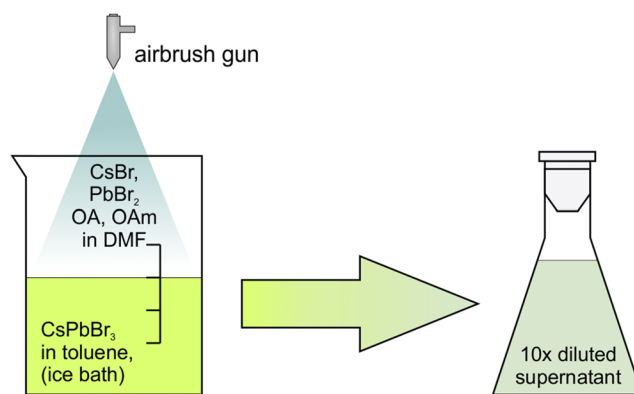 airbrush gun
CsBr,
PbBr₂
OA, OAm
in DMF
CsPbBr₃
in toluene,
(ice bath)
10x diluted
supernatant